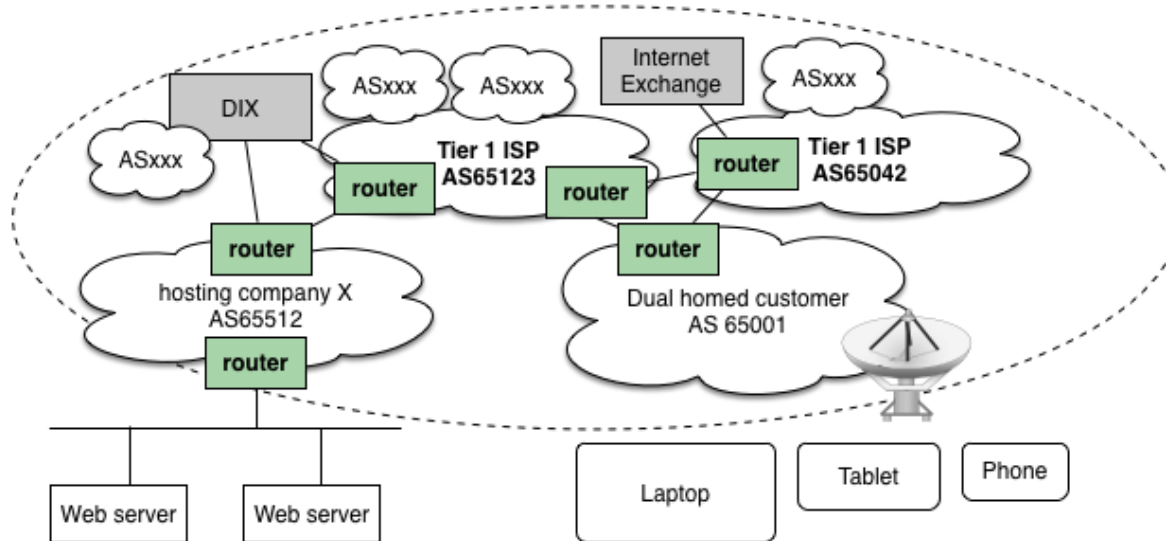 Internet
Exchange
ASxxx
ASxxx
ASxxx
DIX
ASxxx
Tier 1 ISP
AS65123
Tier 1 ISP
AS65042
router
router
router
router
router
hosting company X
AS65512
Dual homed customer
AS 65001
router
Web server
Web server
Laptop
Tablet
Phone